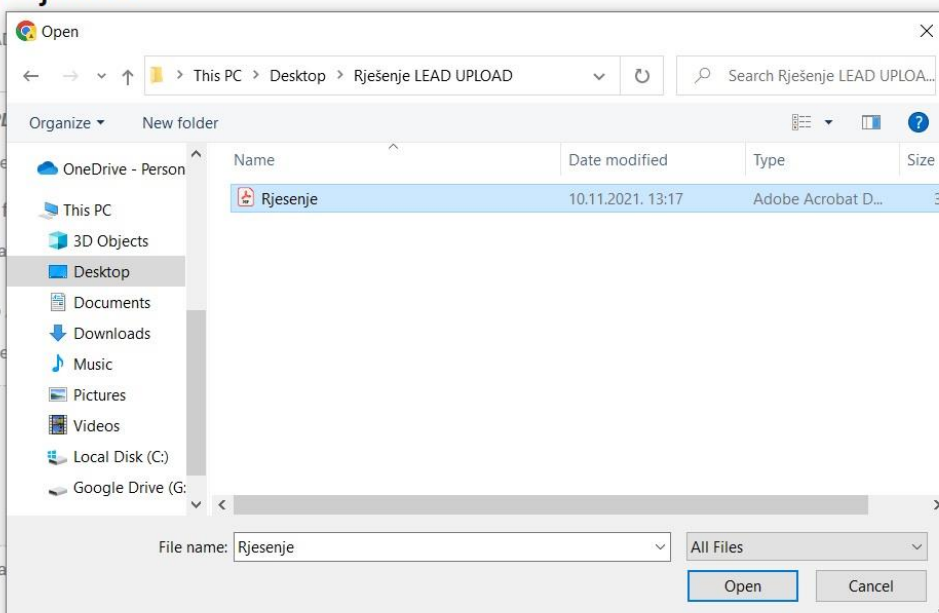 Open
This PC > Desktop > Rješenje LEAD UPLOAD
Search Rješenje LEAD UPLOA...
Organize
New folder
?
Name
Date modified
Type
Size
Rjesenje
10.11.2021. 13:17
Adobe Acrobat D...
OneDrive - Person
This PC
3D Objects
Desktop
Documents
Downloads
Music
Pictures
Videos
Local Disk (C:)
Google Drive (G:
File name: Rjesenje
All Files
Open
Cancel